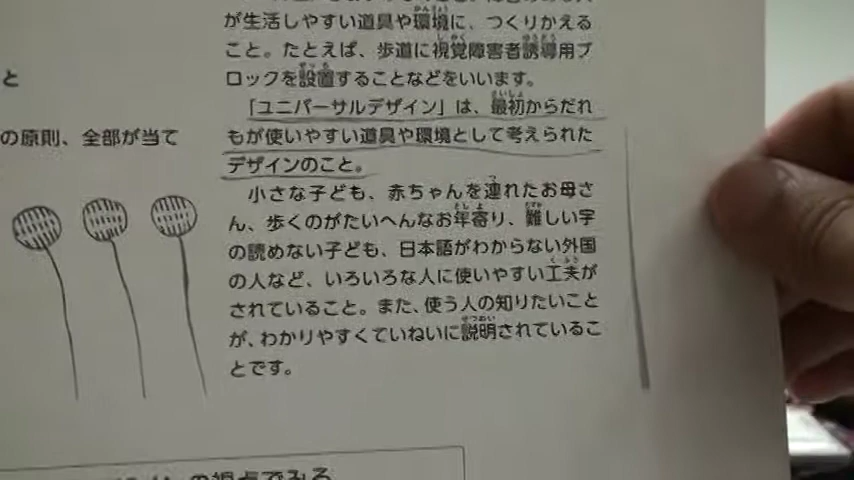 が生活しやすい道具や環境に、つくりかえる
こと。たとえば、歩道に視覚障害者誘導用ブ
ロックを設置することなどをいいます。
「ユニバーサルデザイン」は、最初からだれ
もが使いやすい道具や環境として考えられた
デザインのこと。
小さな子ども、赤ちゃんを連れたお母さ
ん、歩くのがたいへんなお年寄り、難しい字
の読めない子ども、日本語がわからない外国
の人など、いろいろな人に使いやすい工夫が
されていること。また、使う人の知りたいこと
が、わかりやすくていねいに説明されているこ
とです。
と
の原則、全部が当て
の視点でみる